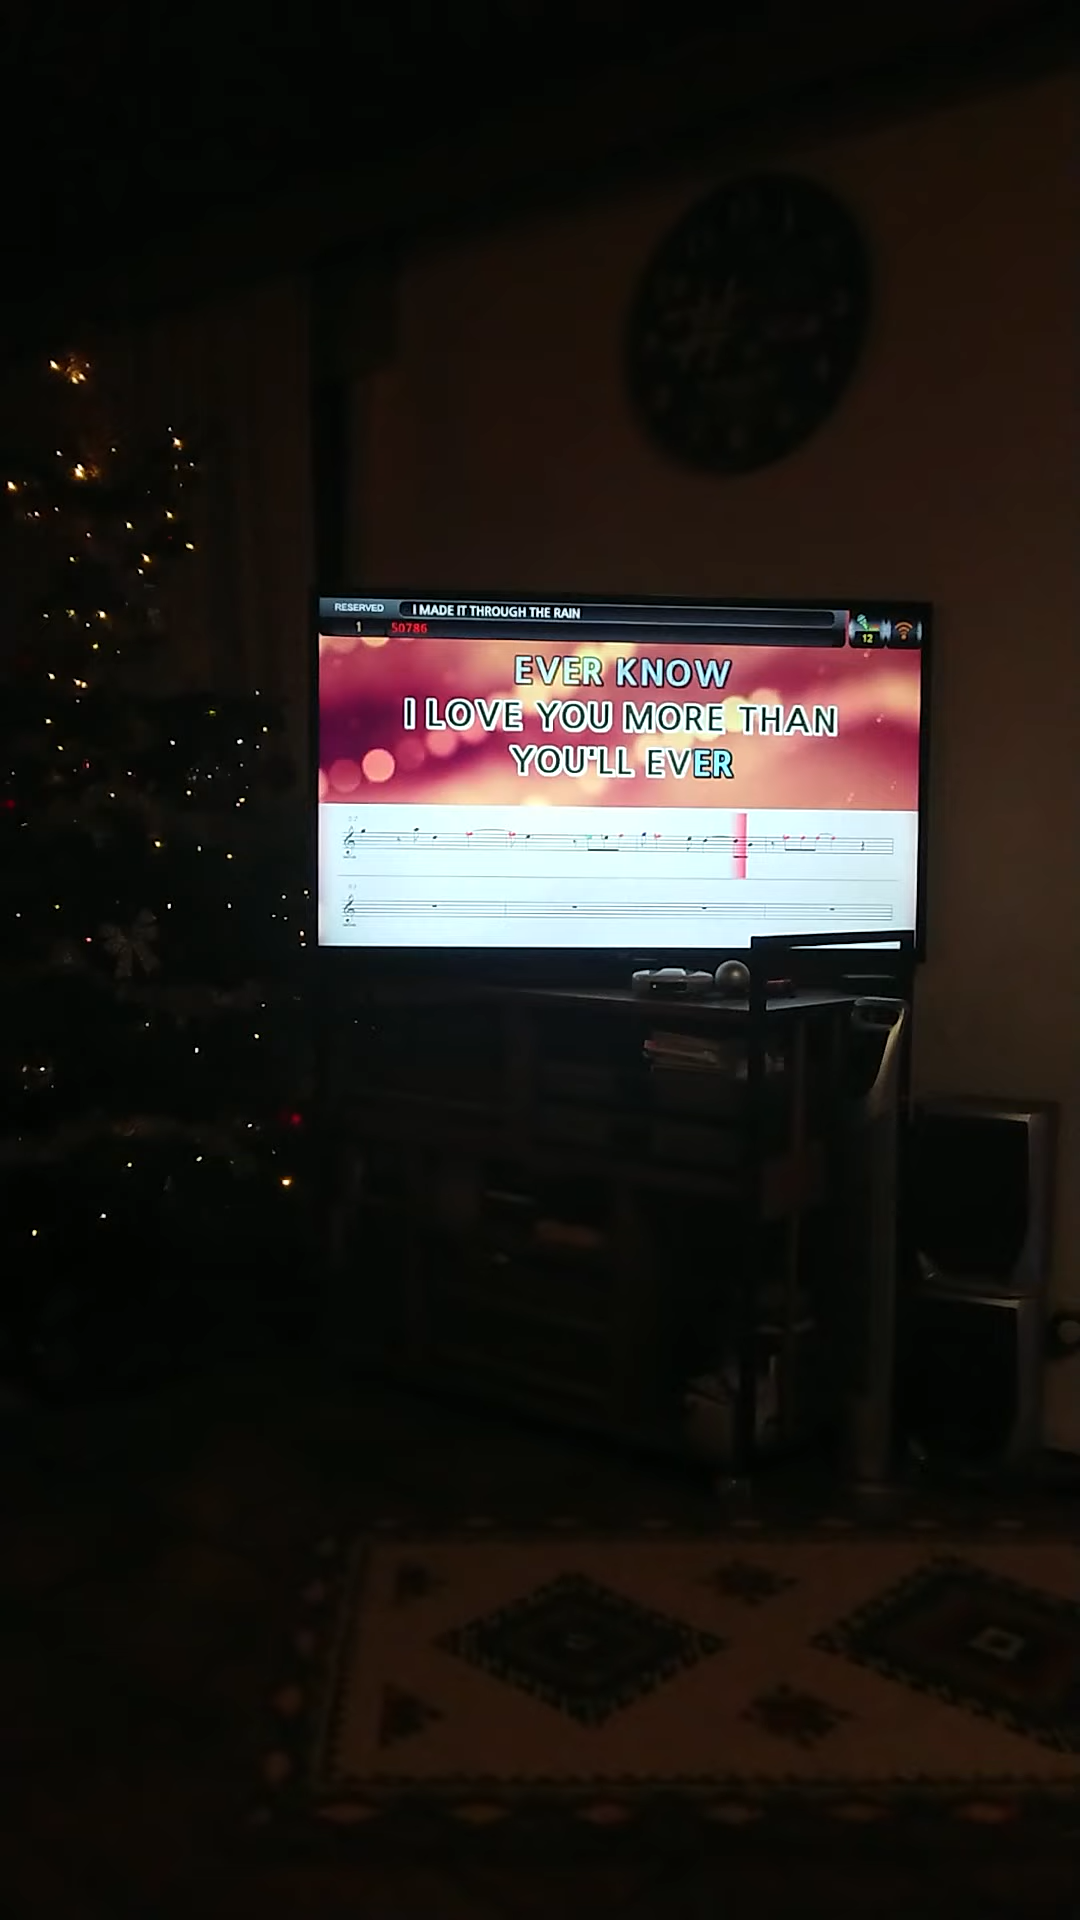 RESERVED I MADE IT THROUGH THE RAIN
1 50786
12
EVER KNOW
I LOVE YOU MORE THAN
YOU'LL EVER